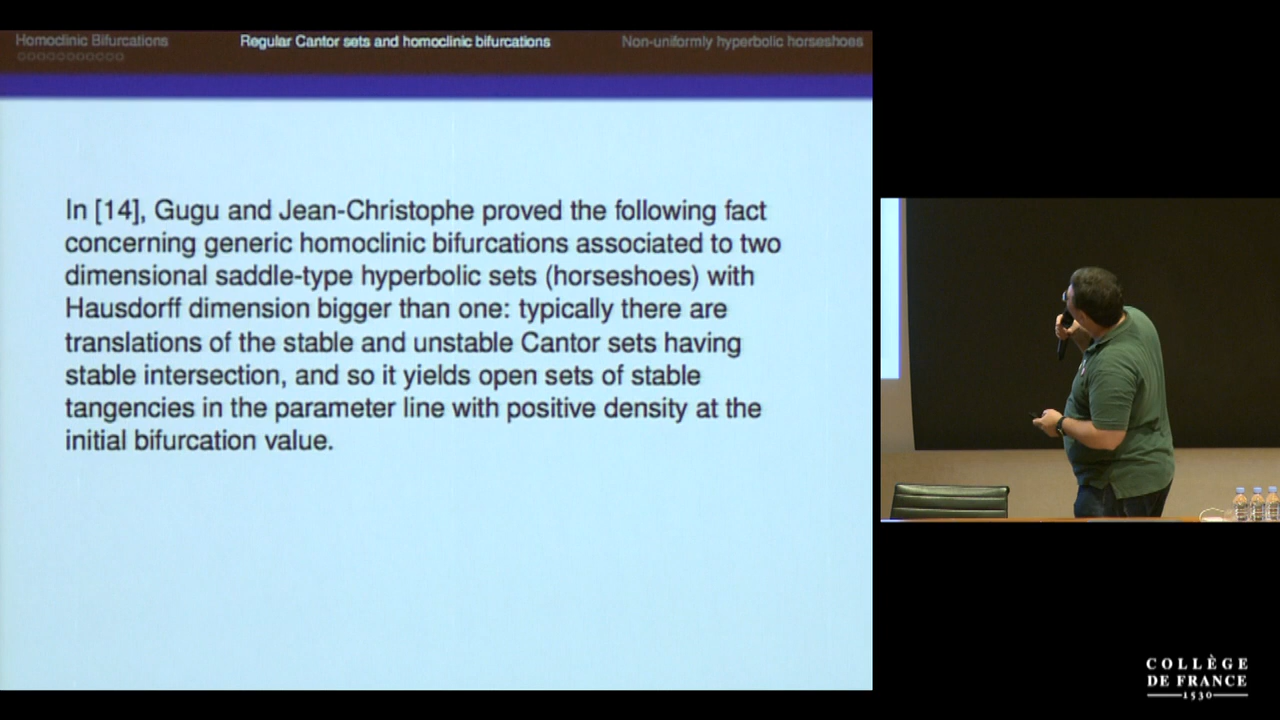 Homoclinic Bifurcations
Regular Cantor sets and homoclinic bifurcations
Non-uniformly hyperbolic horseshoes
In [14], Gugu and Jean-Christophe proved the following fact
concerning generic homoclinic bifurcations associated to two
dimensional saddle-type hyperbolic sets (horseshoes) with
Hausdorff dimension bigger than one: typically there are
translations of the stable and unstable Cantor sets having
stable intersection, and so it yields open sets of stable
tangencies in the parameter line with positive density at the
initial bifurcation value.
COLLÈGE
DE FRANCE
1530